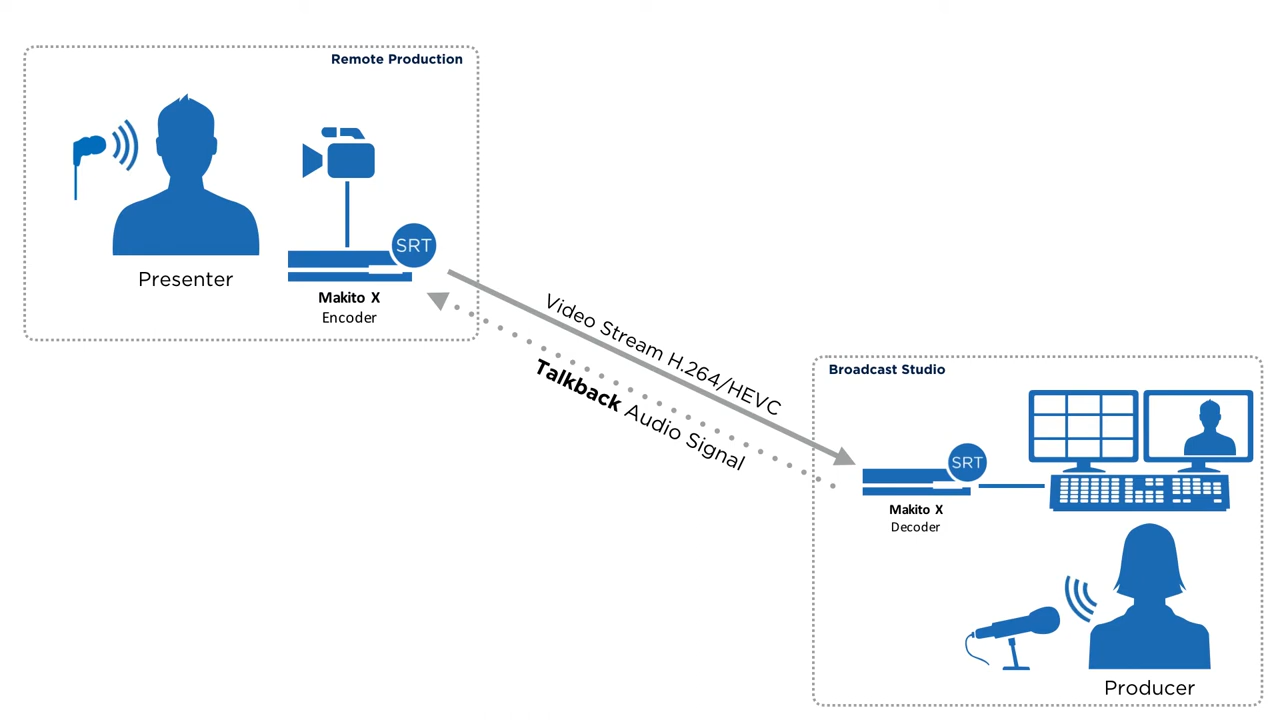 Remote Production
SRT
Presenter
Makito X
Encoder
Video Stream H.264/HEVC
Talkback Audio Signal
Broadcast Studio
SRT
Makito X
Decoder
Producer